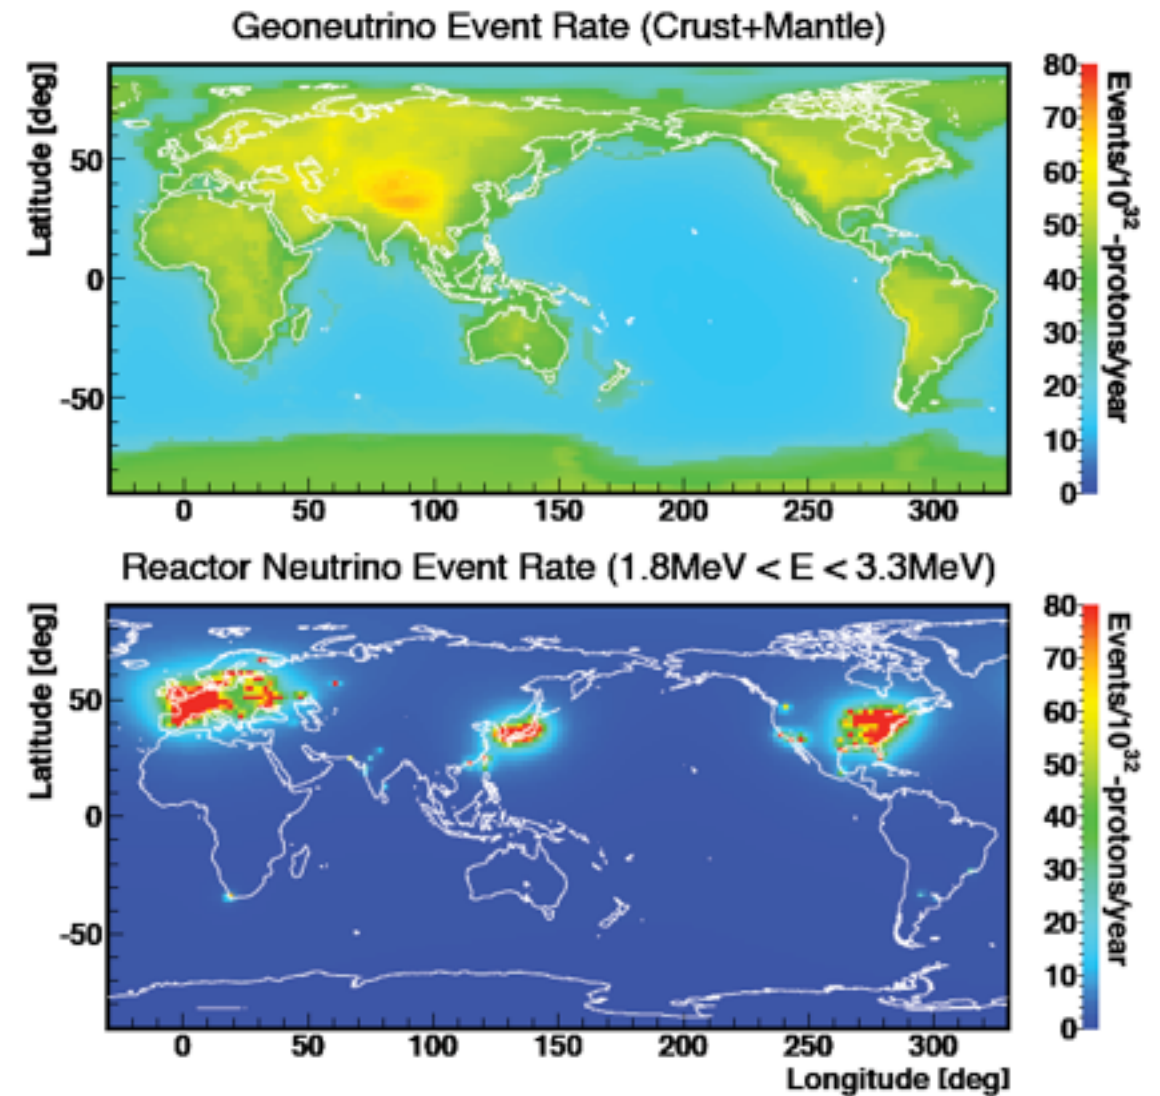 Geoneutrino Event Rate (Crust+Mantle)
Latitude [deg]
50
0
-50
0 50 100 150 200 250 300
80
70
60
50
40
30
20
10
0
Events/10³² -protons/year
Reactor Neutrino Event Rate (1.8MeV < E < 3.3MeV)
Latitude [deg]
50
0
-50
0 50 100 150 200 250 300
Longitude [deg]
80
70
60
50
40
30
20
10
0
Events/10³² -protons/year